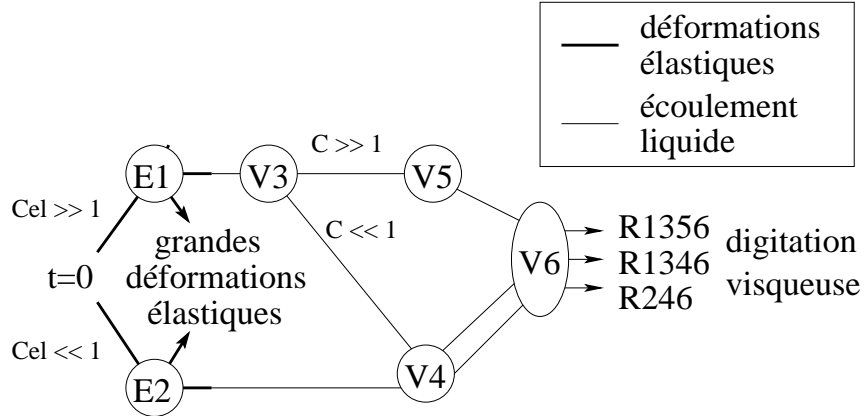 déformations
élastiques
écoulement
liquide
C >> 1
E1
V3
V5
Cel >> 1
grandes
déformations
élastiques
C << 1
t=0
V6
R1356
R1346
R246
digitation
visqueuse
Cel << 1
E2
V4